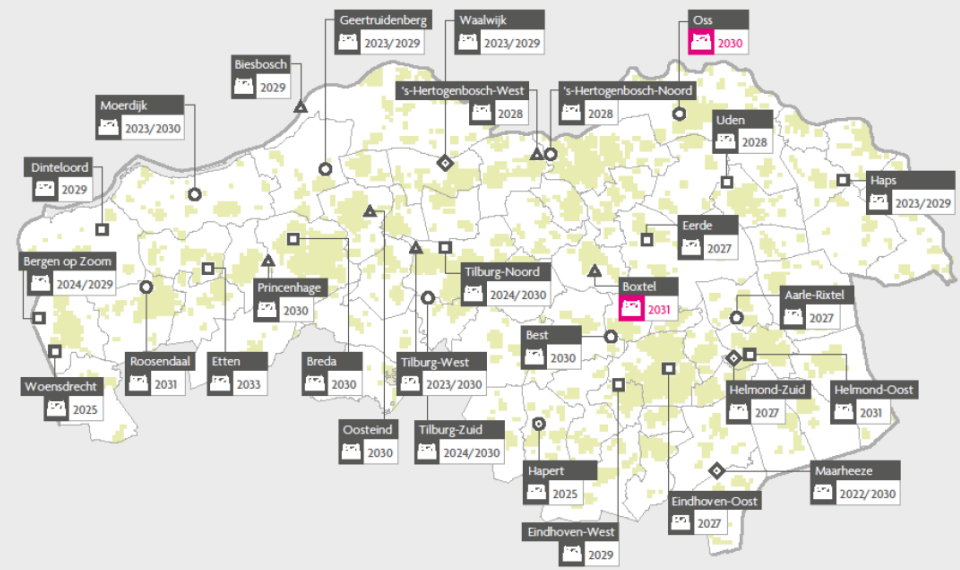 Geertruidenberg
2023/2029
Waalwijk
2023/2029
Oss
2030
Biesbosch
2029
's-Hertogenbosch-West
2028
's-Hertogenbosch-Noord
2028
Moerdijk
2023/2030
Uden
2028
Dinteloord
2029
Haps
2023/2029
Eerde
2027
Bergen op Zoom
2024/2029
Princenhage
2030
Tilburg-Noord
2024/2030
Boxtel
2031
Aarle-Rixtel
2027
Best
2030
Woensdrecht
2025
Roosendaal
2031
Etten
2033
Breda
2030
Tilburg-West
2023/2030
Helmond-Zuid
2027
Helmond-Oost
2031
Oosteind
2030
Tilburg-Zuid
2024/2030
Hapert
2025
Maarheeze
2022/2030
Eindhoven-Oost
2027
Eindhoven-West
2029